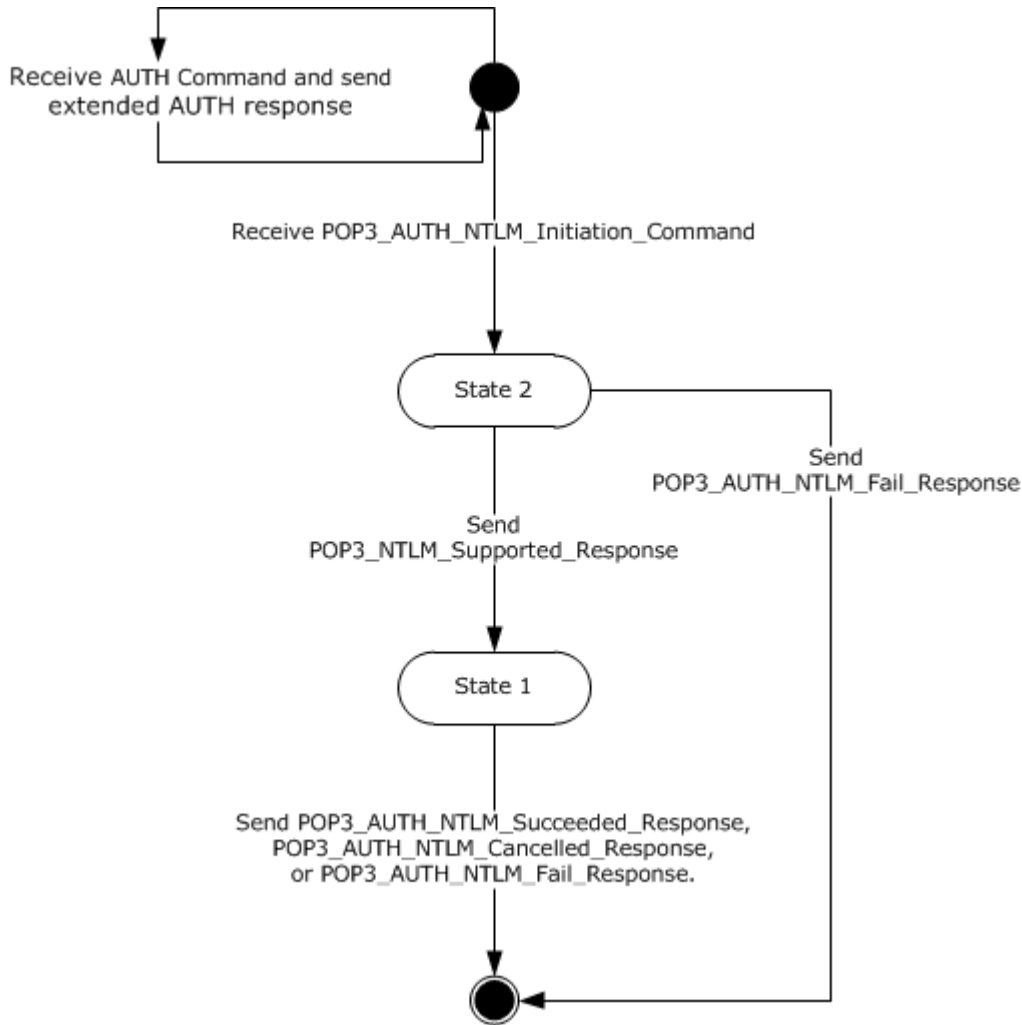 Receive AUTH Command and send
extended AUTH response
Receive POP3_AUTH_NTLM_Initiation_Command
State 2
Send
POP3_AUTH_NTLM_Fail_Response
Send
POP3_NTLM_Supported_Response
State 1
Send POP3_AUTH_NTLM_Succeeded_Response,
POP3_AUTH_NTLM_Cancelled_Response,
or POP3_AUTH_NTLM_Fail_Response.